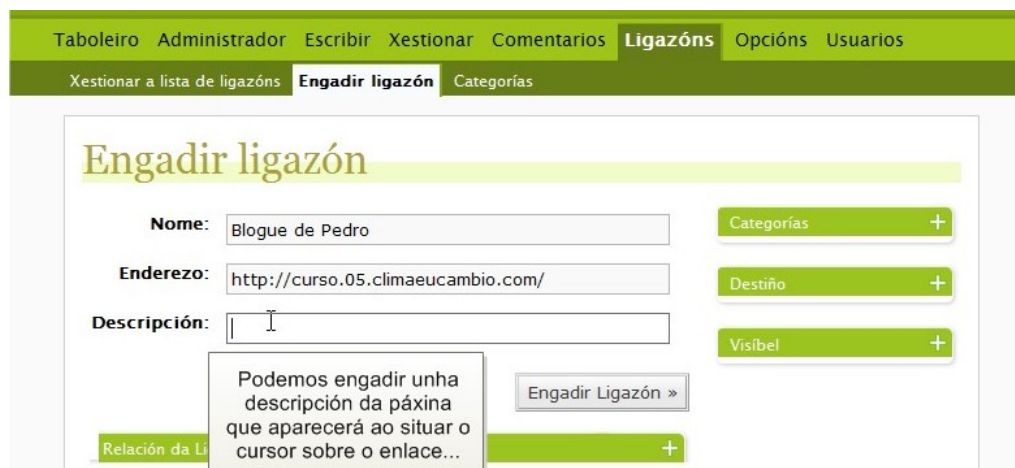 Taboleiro Administrador Escribir Xestionar Comentarios Ligazóns Opcións Usuarios
Xestionar a lista de ligazóns Engadir ligazón Categorías
Engadir ligazón
Nome: Blogue de Pedro
Enderezo: http://curso.05.climaeucambio.com/
Descripción:
Categorías +
Destiño +
Visíbel +
Podemos engadir unha
descripción da páxina
que aparecerá ao situar o
cursor sobre o enlace...
Engadir Ligazón »
Relación da +